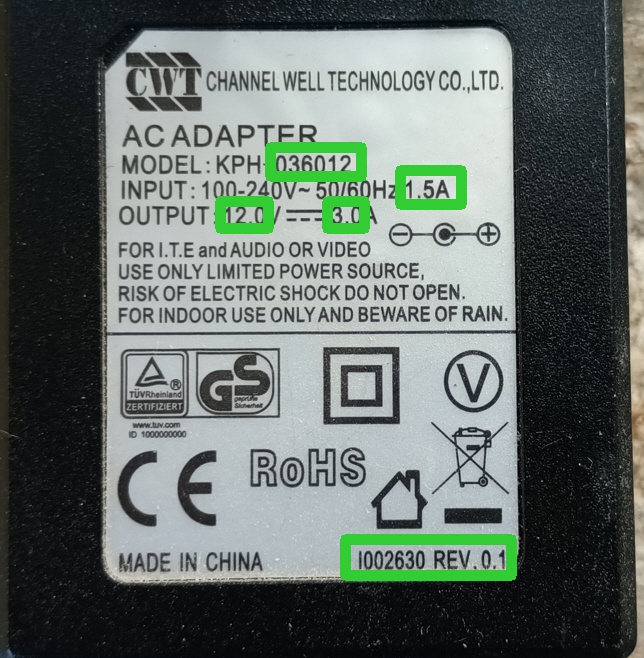 CWT CHANNEL WELL TECHNOLOGY CO.,LTD.
AC ADAPTER
MODEL: KPH-036012
INPUT: 100-240V~ 50/60Hz 1.5A
OUTPUT: 12.0V ⎓ 3.0A
FOR I.T.E and AUDIO OR VIDEO
USE ONLY LIMITED POWER SOURCE,
RISK OF ELECTRIC SHOCK DO NOT OPEN.
FOR INDOOR USE ONLY AND BEWARE OF RAIN.
TÜVRheinland
ZERTIFIZIERT
GS
geprüfte
Sicherheit
V
www.tuv.com
ID 1000000000
CE
RoHS
MADE IN CHINA
I002630 REV. 0.1